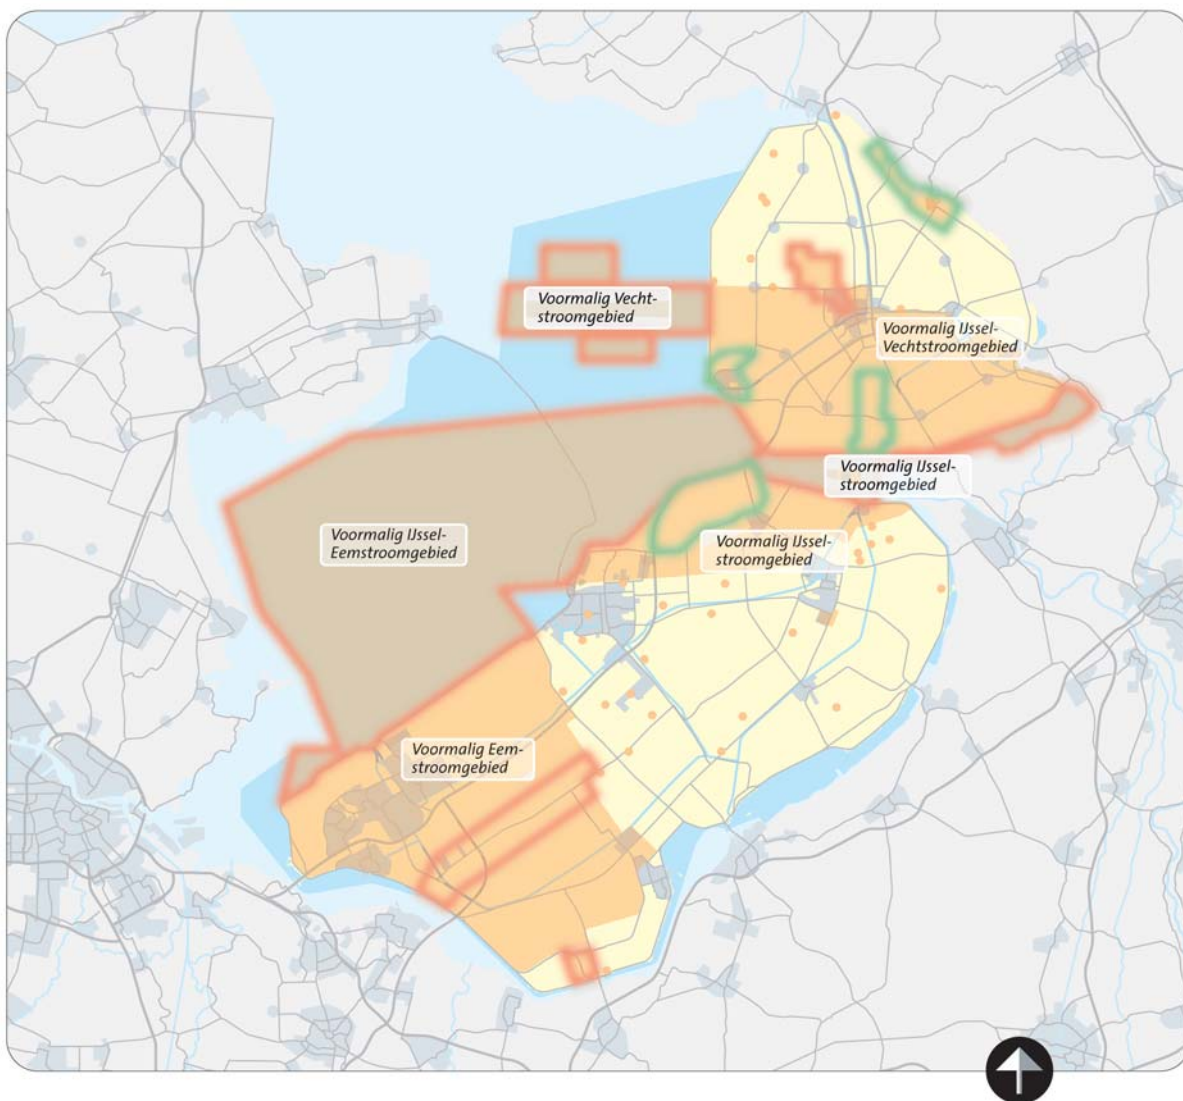 Voormalig Vecht-
stroomgebied
Voormalig IJssel-
Vechtstroomgebied
Voormalig IJssel-
stroomgebied
Voormalig IJssel-
Eemstroomgebied
Voormalig IJssel-
stroomgebied
Voormalig Eem-
stroomgebied